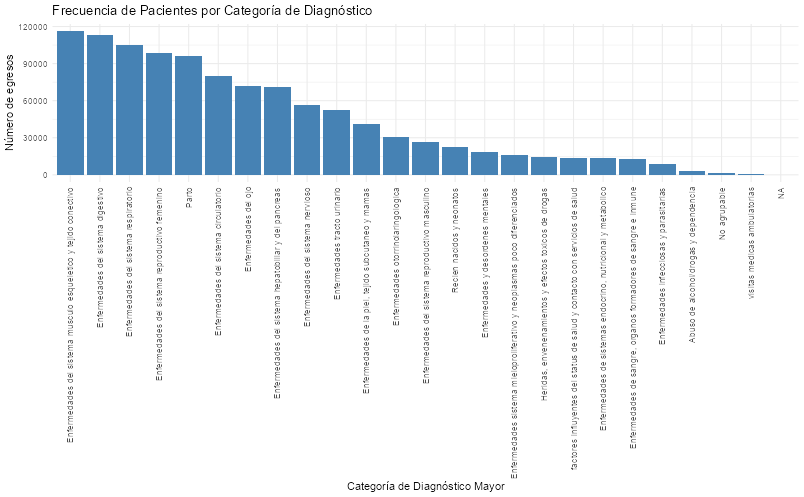 Frecuencia de Pacientes por Categoría de Diagnóstico
Número de egresos
120000
90000
60000
30000
0
Enfermedades del sistema musculo esqueletico y tejido conectivo
Enfermedades del sistema digestivo
Enfermedades del sistema respiratorio
Enfermedades del sistema reproductivo femenino
Parto
Enfermedades del sistema circulatorio
Enfermedades del ojo
Enfermedades del sistema hepatobiliar y del pancreas
Enfermedades del sistema nervioso
Enfermedades tracto urinario
Enfermedades de la piel, tejido subcutaneo y mamas
Enfermedades otorrinolaringologica
Enfermedades del sistema reproductivo masculino
Recien nacidos y neonatos
Enfermedades y desordenes mentales
Enfermedades sistema mieloproliferativo y neoplasmas poco diferenciados
Heridas, envenenamientos y efectos toxicos de drogas
factores influyentes del status de salud y contacto con servicios de salud
Enfermedades de sistemas endocrino, nutricional y metabolico
Enfermedades de sangre, organos formadores de sangre e inmune
Enfermedades infecciosas y parasitarias
Abuso de alcohol/drogas y dependencia
No agrupable
visitas medicas ambulatorias
NA
Categoría de Diagnóstico Mayor